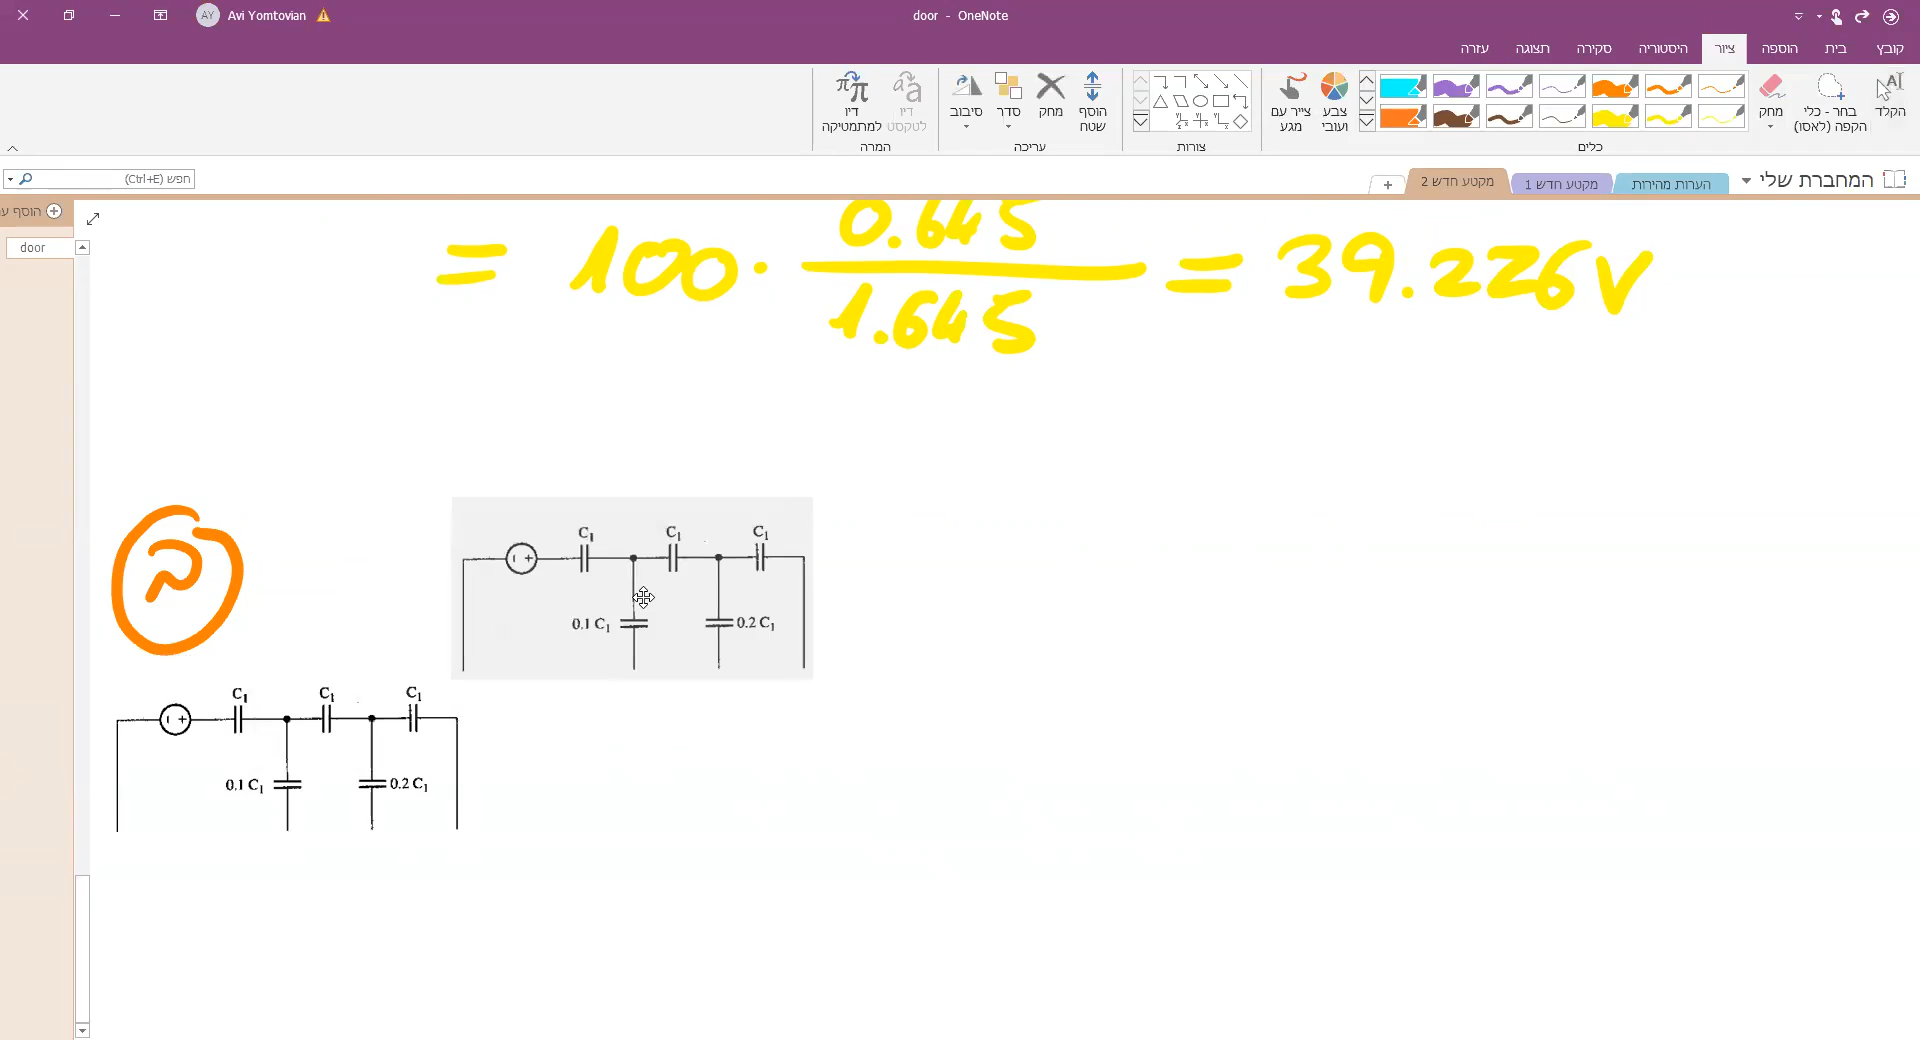 Avi Yomtovian
AY
door - OneNote
קובץ
בית
הוספה
ציור
היסטוריה
סקירה
תצוגה
עזרה
הקלד
בחר - כלי הקפה (לאסו)
מחק
כלים
צבע ועובי
צייר עם מגע
צורות
הוסף שטח
מחק
סדר
סיבוב
עריכה
דיו לטקסט
דיו למתמטיקה
המרה
חפש (Ctrl+E)
המחברת שלי
הערות מהירות
מקטע חדש 1
מקטע חדש 2
+
door
= 100 · 0.645 / 1.645 = 39.226 V
C1 C1 C1
0.1 C1 0.2 C1
C1 C1 C1
0.1 C1 0.2 C1